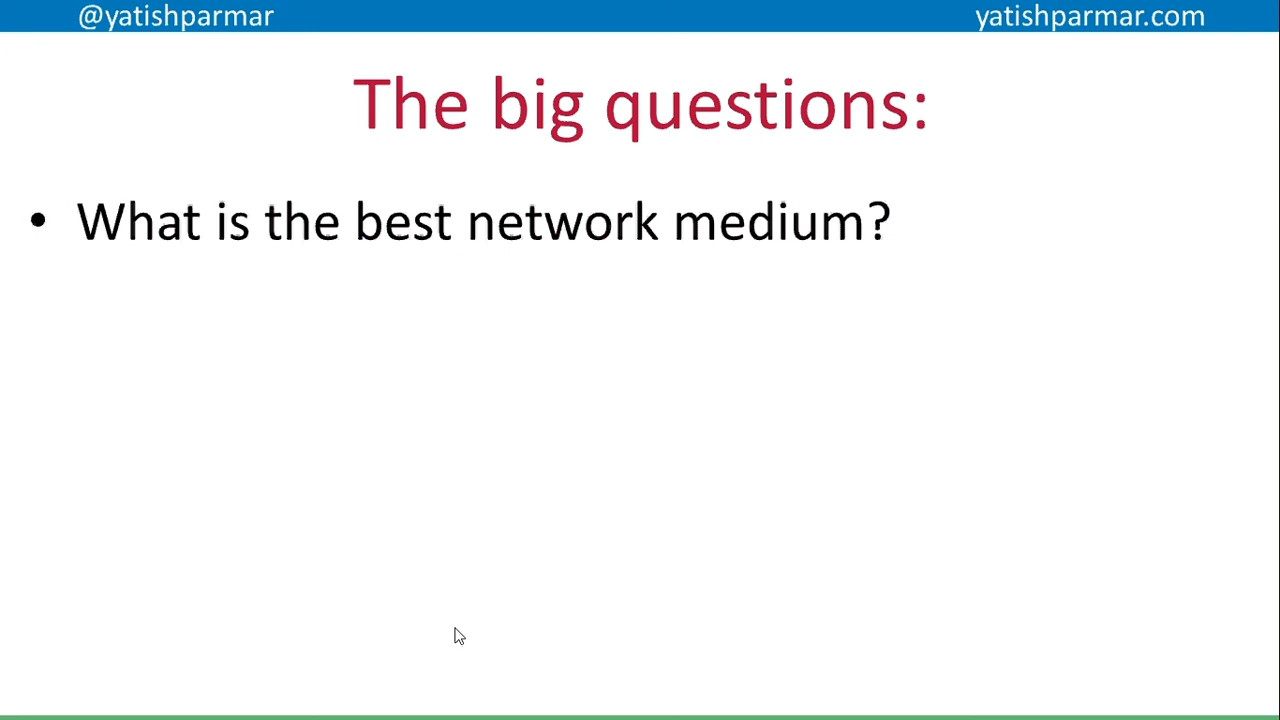 @yatishparmar yatishparmar.com
The big questions:
• What is the best network medium?